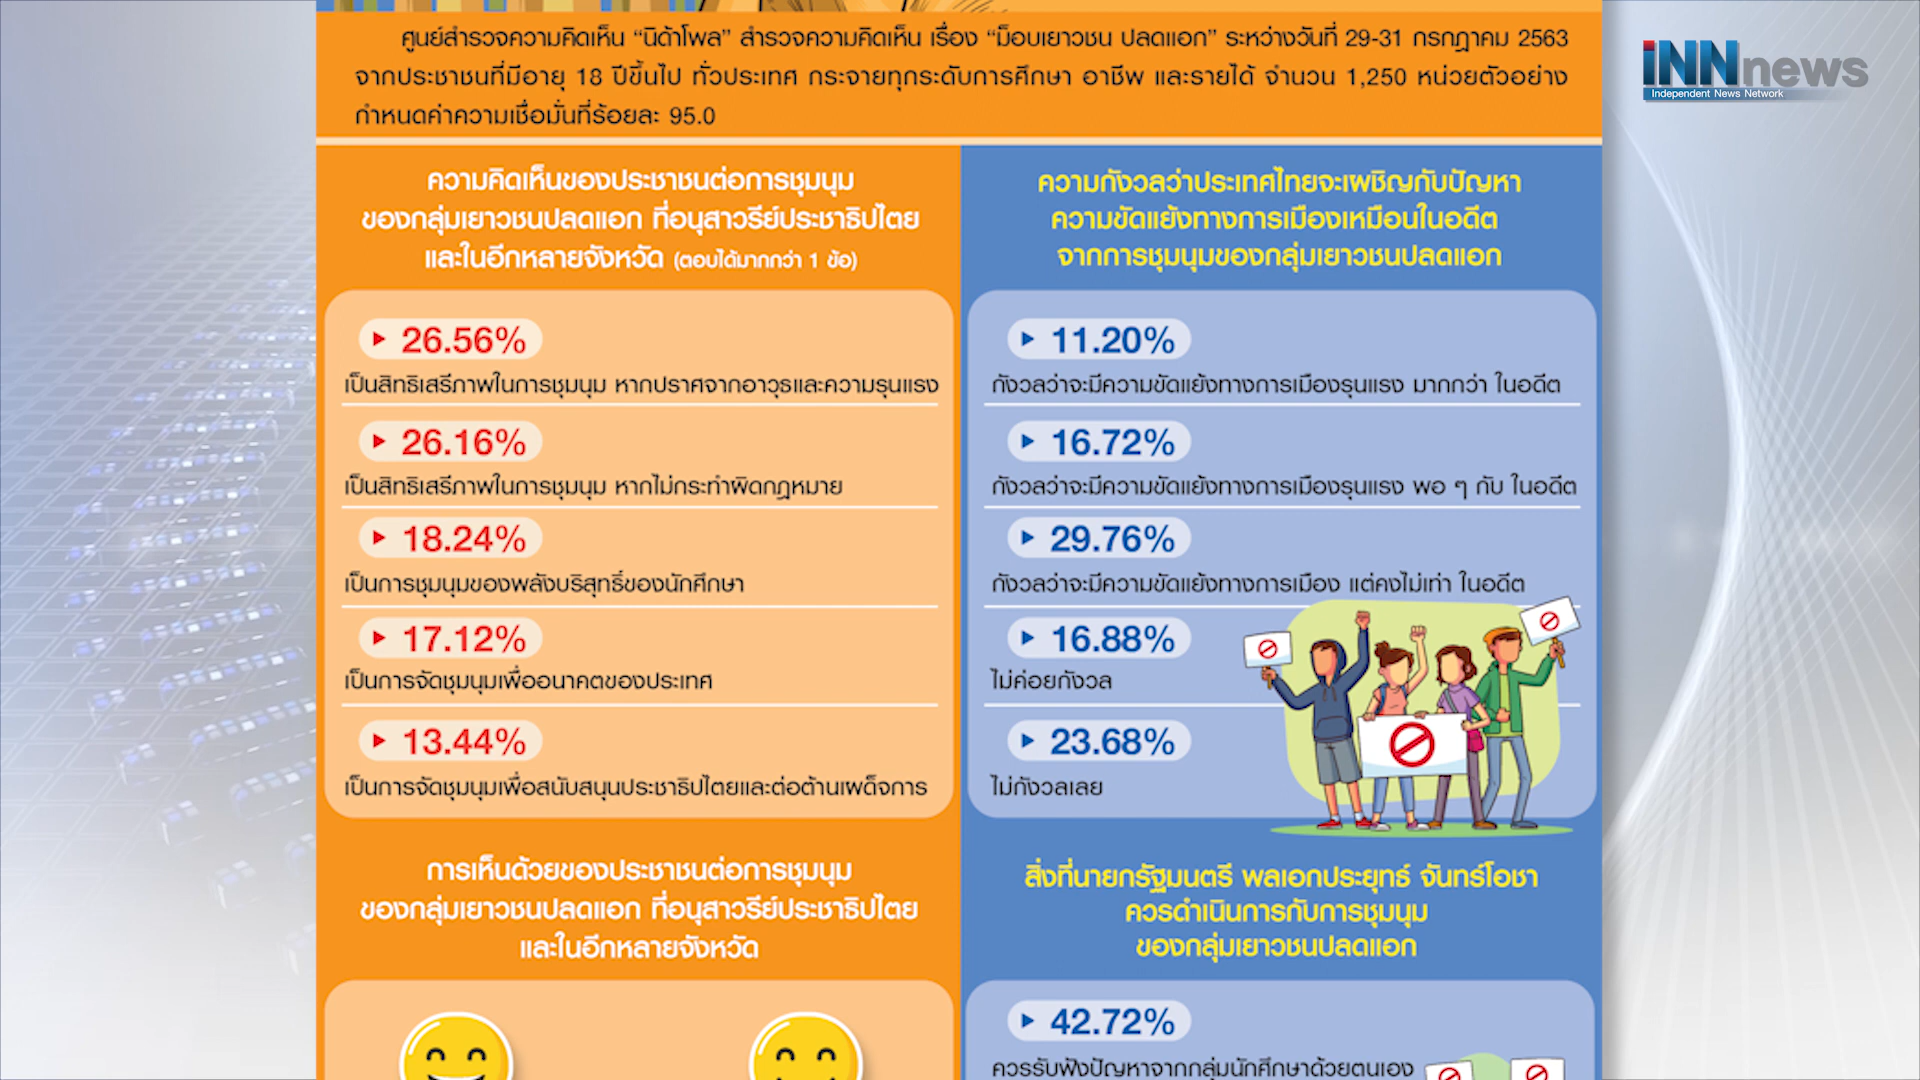 ศูนย์สำรวจความคิดเห็น “นิด้าโพล” สำรวจความคิดเห็น เรื่อง “ม็อบเยาวชน ปลดแอก” ระหว่างวันที่ 29-31 กรกฎาคม 2563
จากประชาชนที่มีอายุ 18 ปีขึ้นไป ทั่วประเทศ กระจายทุกระดับการศึกษา อาชีพ และรายได้ จำนวน 1,250 หน่วยตัวอย่าง
กำหนดค่าความเชื่อมั่นที่ร้อยละ 95.0
iNNnews
Independent News Network
ความคิดเห็นของประชาชนต่อการชุมนุม
ของกลุ่มเยาวชนปลดแอก ที่อนุสาวรีย์ประชาธิปไตย
และในอีกหลายจังหวัด (ตอบได้มากกว่า 1 ข้อ)
26.56%
เป็นสิทธิเสรีภาพในการชุมนุม หากปราศจากอาวุธและความรุนแรง
26.16%
เป็นสิทธิเสรีภาพในการชุมนุม หากไม่กระทำผิดกฎหมาย
18.24%
เป็นการชุมนุมของพลังบริสุทธิ์ของนักศึกษา
17.12%
เป็นการจัดชุมนุมเพื่ออนาคตของประเทศ
13.44%
เป็นการจัดชุมนุมเพื่อสนับสนุนประชาธิปไตยและต่อต้านเผด็จการ
ความกังวลว่าประเทศไทยจะเผชิญกับปัญหา
ความขัดแย้งทางการเมืองเหมือนในอดีต
จากการชุมนุมของกลุ่มเยาวชนปลดแอก
11.20%
กังวลว่าจะมีความขัดแย้งทางการเมืองรุนแรง มากกว่า ในอดีต
16.72%
กังวลว่าจะมีความขัดแย้งทางการเมืองรุนแรง พอ ๆ กับ ในอดีต
29.76%
กังวลว่าจะมีความขัดแย้งทางการเมือง แต่คงไม่เท่า ในอดีต
16.88%
ไม่ค่อยกังวล
23.68%
ไม่กังวลเลย
การเห็นด้วยของประชาชนต่อการชุมนุม
ของกลุ่มเยาวชนปลดแอก ที่อนุสาวรีย์ประชาธิปไตย
และในอีกหลายจังหวัด
สิ่งที่นายกรัฐมนตรี พลเอกประยุทธ์ จันทร์โอชา
ควรดำเนินการกับการชุมนุม
ของกลุ่มเยาวชนปลดแอก
42.72%
ควรรับฟังปัญหาจากกลุ่มนักศึกษาด้วยตนเอง